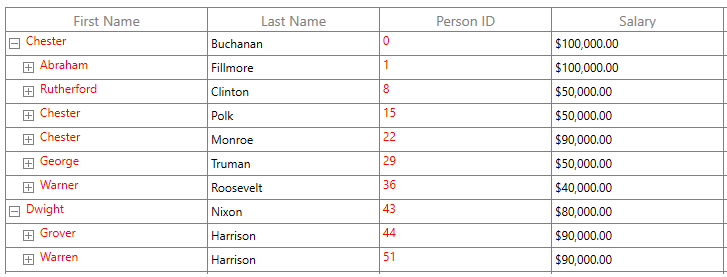 First Name Last Name Person ID Salary
Chester Buchanan 0 $100,000.00
Abraham Fillmore 1 $100,000.00
Rutherford Clinton 8 $50,000.00
Chester Polk 15 $50,000.00
Chester Monroe 22 $90,000.00
George Truman 29 $50,000.00
Warner Roosevelt 36 $40,000.00
Dwight Nixon 43 $80,000.00
Grover Harrison 44 $90,000.00
Warren Harrison 51 $90,000.00